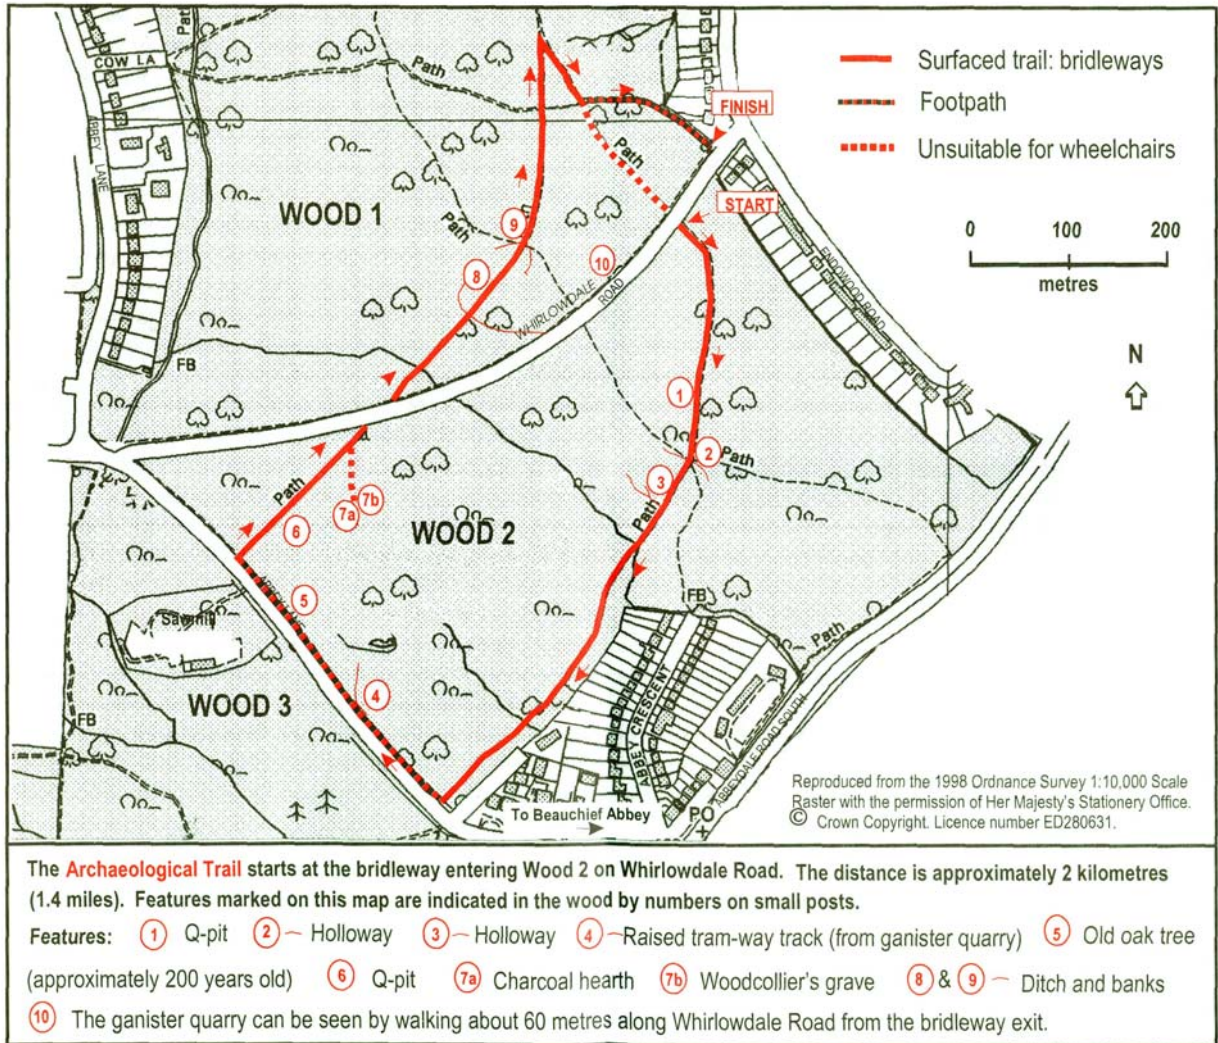 Path
COW LA
Path
ABBEY LANE
FINISH
Surfaced trail: bridleways
Footpath
Unsuitable for wheelchairs
Path
START
WOOD 1
Path
9
8
10
0 100 200
metres
ENDOWOOD ROAD
WHIRLOWDALE
ROAD
FB
N
1
2
Path
3
Path
Path
7b
7a
6
WOOD 2
5
Sawmill
FB
Path
WOOD 3
4
FB
ABBEY CRESCENT
ABBEYDALE ROAD SOUTH
To Beauchief Abbey
PO
Reproduced from the 1998 Ordnance Survey 1:10,000 Scale
Raster with the permission of Her Majesty's Stationery Office.
© Crown Copyright. Licence number ED280631.
The Archaeological Trail starts at the bridleway entering Wood 2 on Whirlowdale Road. The distance is approximately 2 kilometres
(1.4 miles). Features marked on this map are indicated in the wood by numbers on small posts.
Features: 1 Q-pit 2 Holloway 3 Holloway 4 Raised tram-way track (from ganister quarry) 5 Old oak tree
(approximately 200 years old) 6 Q-pit 7a Charcoal hearth 7b Woodcollier's grave 8 & 9 Ditch and banks
10 The ganister quarry can be seen by walking about 60 metres along Whirlowdale Road from the bridleway exit.